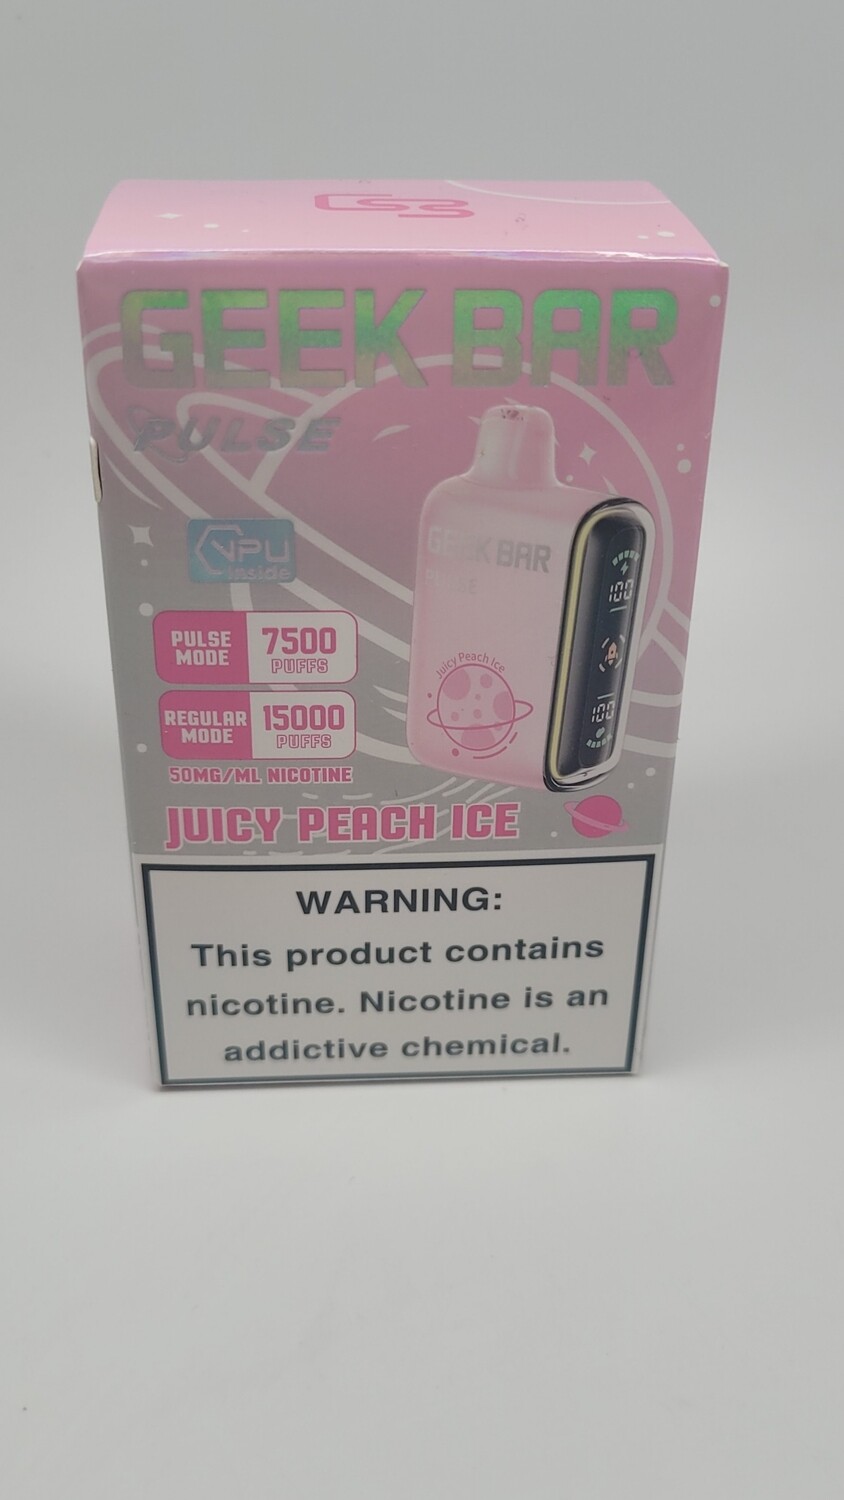 GEEK BAR
PULSE
VPU
inside
PULSE
MODE
7500
PUFFS
REGULAR
MODE
15000
PUFFS
50MG/ML NICOTINE
JUICY PEACH ICE
GEEK BAR
PULSE
Juicy Peach Ice
100
100
WARNING:
This product contains
nicotine. Nicotine is an
addictive chemical.